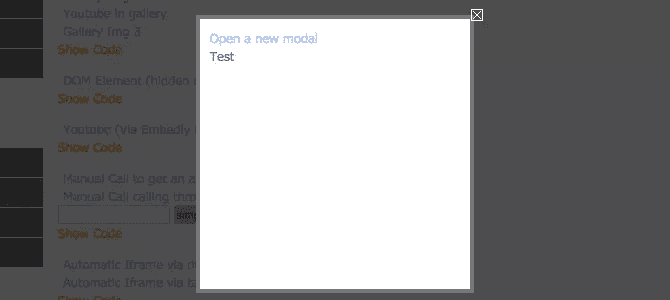 Youtube in gallery
Gallery Img 3
Show Code
DOM Element (hidden
Show Code
Youtube (Via Embedly
Show Code
Manual Call to get an
Manual Call calling
Show Code
Automatic Iframe via
Automatic Iframe via
Show Code
Open a new modal
Test